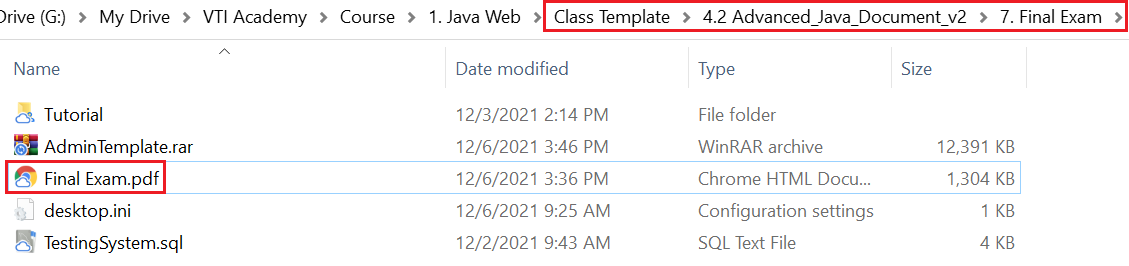 Drive (G:) > My Drive > VTI Academy > Course > 1. Java Web > Class Template > 4.2 Advanced_Java_Document_v2 > 7. Final Exam >
Name Date modified Type Size
Tutorial 12/3/2021 2:14 PM File folder
AdminTemplate.rar 12/6/2021 3:46 PM WinRAR archive 12,391 KB
Final Exam.pdf 12/6/2021 3:36 PM Chrome HTML Docu... 1,304 KB
desktop.ini 12/6/2021 9:25 AM Configuration settings 1 KB
TestingSystem.sql 12/2/2021 9:43 AM SQL Text File 4 KB